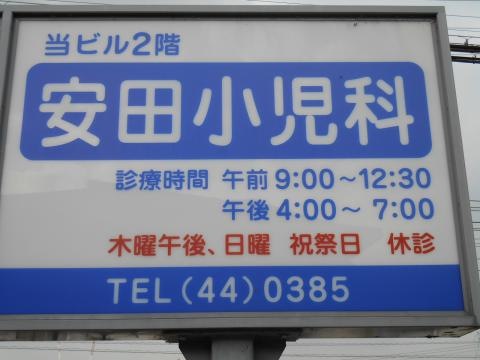 当ビル2階
安田小児科
診療時間 午前 9:00～12:30
午後 4:00～ 7:00
木曜午後、日曜 祝祭日 休診
TEL(44)0385